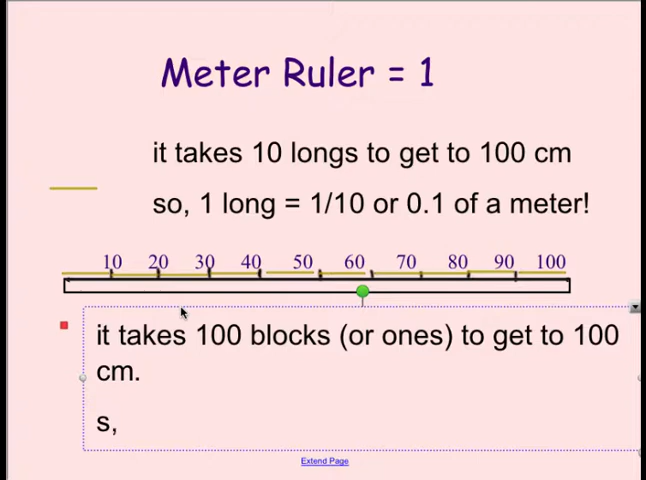 Meter Ruler = 1
it takes 10 longs to get to 100 cm
so, 1 long = 1/10 or 0.1 of a meter!
10 20 30 40 50 60 70 80 90 100
it takes 100 blocks (or ones) to get to 100
cm.
s,
Extend Page